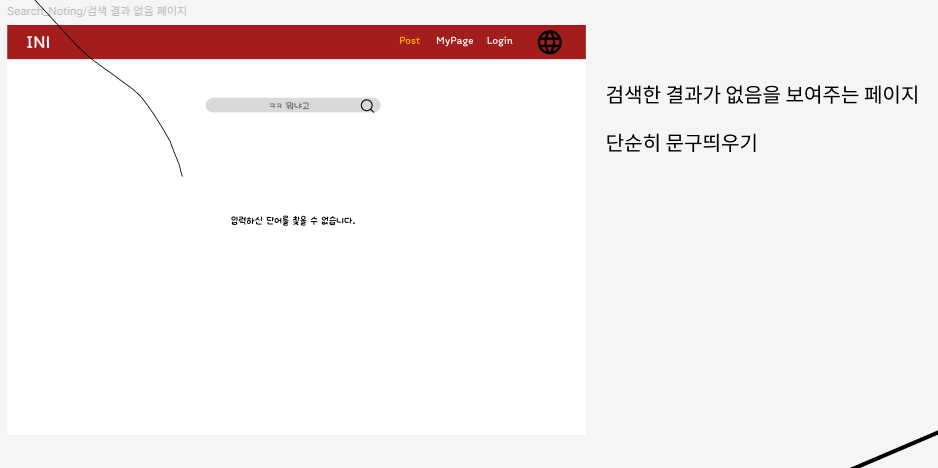 Search_Noting/검색 결과 없음 페이지
INI
Post MyPage Login
ㅋㅋ 뭐냐고
입력하신 단어를 찾을 수 없습니다.
검색한 결과가 없음을 보여주는 페이지
단순히 문구띄우기